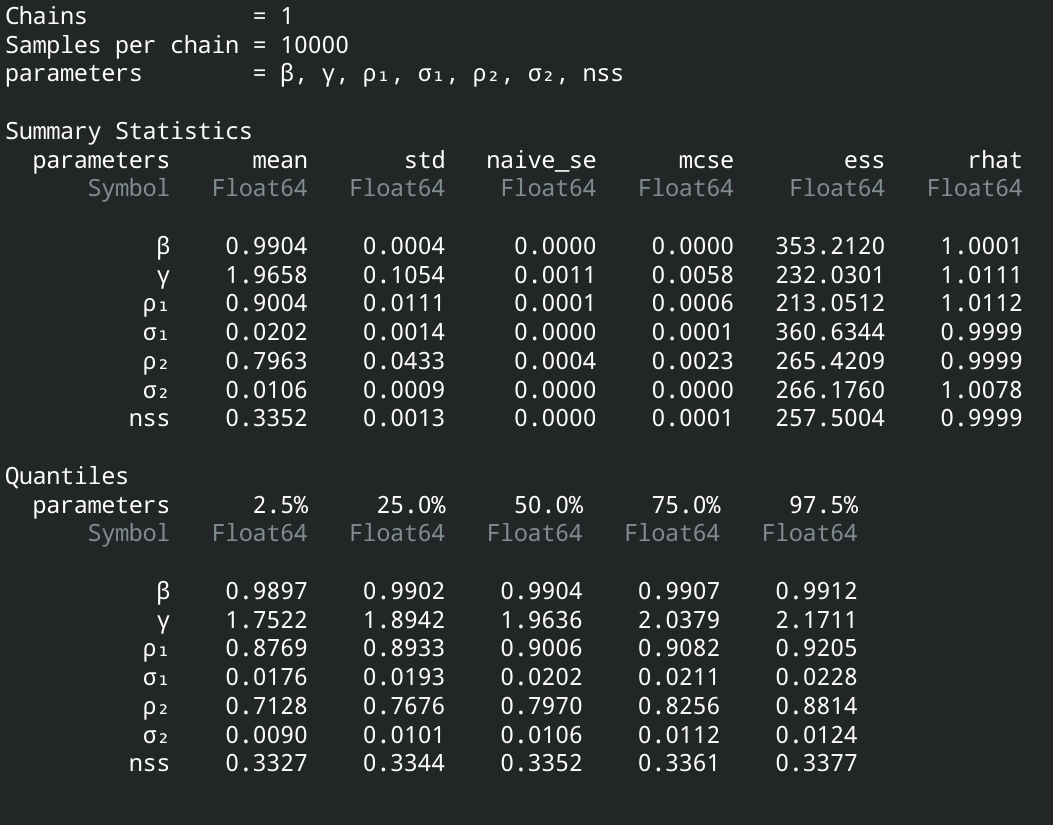 Chains            = 1
Samples per chain = 10000
parameters        = β, γ, ρ₁, σ₁, ρ₂, σ₂, nss
Summary Statistics
  parameters      mean       std   naive_se      mcse        ess      rhat
      Symbol   Float64   Float64    Float64   Float64    Float64   Float64
           β    0.9904    0.0004     0.0000    0.0000   353.2120    1.0001
           γ    1.9658    0.1054     0.0011    0.0058   232.0301    1.0111
          ρ₁    0.9004    0.0111     0.0001    0.0006   213.0512    1.0112
          σ₁    0.0202    0.0014     0.0000    0.0001   360.6344    0.9999
          ρ₂    0.7963    0.0433     0.0004    0.0023   265.4209    0.9999
          σ₂    0.0106    0.0009     0.0000    0.0000   266.1760    1.0078
         nss    0.3352    0.0013     0.0000    0.0001   257.5004    0.9999
Quantiles
  parameters      2.5%     25.0%     50.0%     75.0%     97.5%
      Symbol   Float64   Float64   Float64   Float64   Float64
           β    0.9897    0.9902    0.9904    0.9907    0.9912
           γ    1.7522    1.8942    1.9636    2.0379    2.1711
          ρ₁    0.8769    0.8933    0.9006    0.9082    0.9205
          σ₁    0.0176    0.0193    0.0202    0.0211    0.0228
          ρ₂    0.7128    0.7676    0.7970    0.8256    0.8814
          σ₂    0.0090    0.0101    0.0106    0.0112    0.0124
         nss    0.3327    0.3344    0.3352    0.3361    0.3377